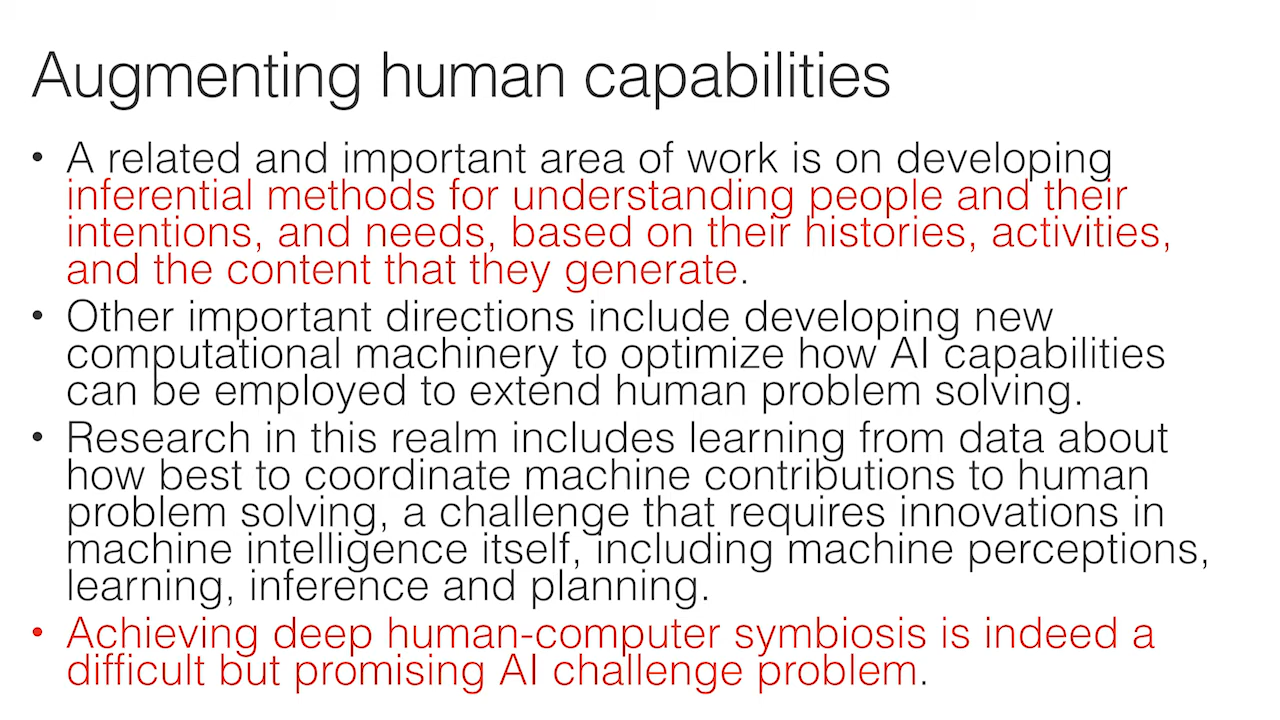 Augmenting human capabilities
• A related and important area of work is on developing
inferential methods for understanding people and their
intentions, and needs, based on their histories, activities,
and the content that they generate.
• Other important directions include developing new
computational machinery to optimize how AI capabilities
can be employed to extend human problem solving.
• Research in this realm includes learning from data about
how best to coordinate machine contributions to human
problem solving, a challenge that requires innovations in
machine intelligence itself, including machine perceptions,
learning, inference and planning.
• Achieving deep human-computer symbiosis is indeed a
difficult but promising AI challenge problem.